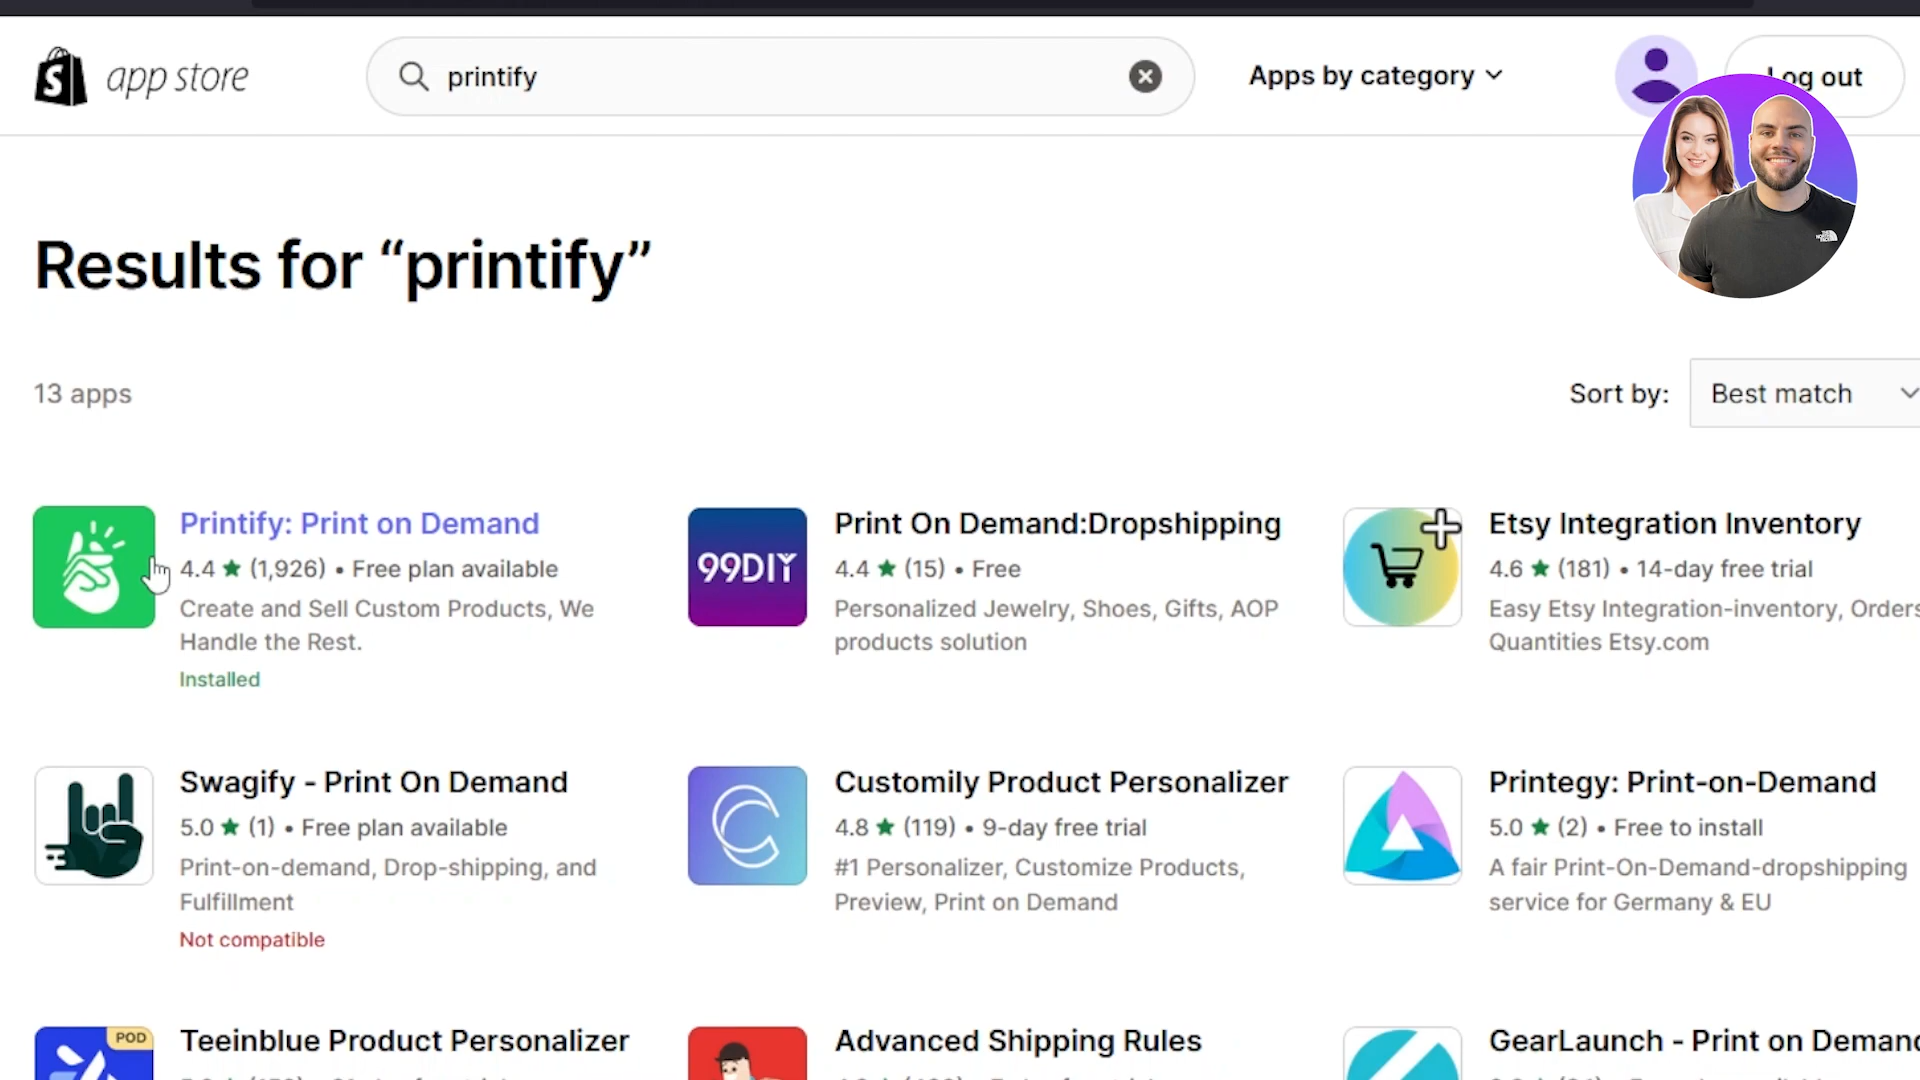 app store
printify
Apps by category
Log out
Results for “printify”
13 apps
Sort by:
Best match
Printify: Print on Demand
4.4 ★ (1,926) • Free plan available
Create and Sell Custom Products, We
Handle the Rest.
Installed
99DIY
Print On Demand:Dropshipping
4.4 ★ (15) • Free
Personalized Jewelry, Shoes, Gifts, AOP
products solution
Etsy Integration Inventory
4.6 ★ (181) • 14-day free trial
Easy Etsy Integration-inventory, Orders
Quantities Etsy.com
Swagify - Print On Demand
5.0 ★ (1) • Free plan available
Print-on-demand, Drop-shipping, and
Fulfillment
Not compatible
Customily Product Personalizer
4.8 ★ (119) • 9-day free trial
#1 Personalizer, Customize Products,
Preview, Print on Demand
Printegy: Print-on-Demand
5.0 ★ (2) • Free to install
A fair Print-On-Demand-dropshipping
service for Germany & EU
POD
Teeinblue Product Personalizer
Advanced Shipping Rules
GearLaunch - Print on Demand